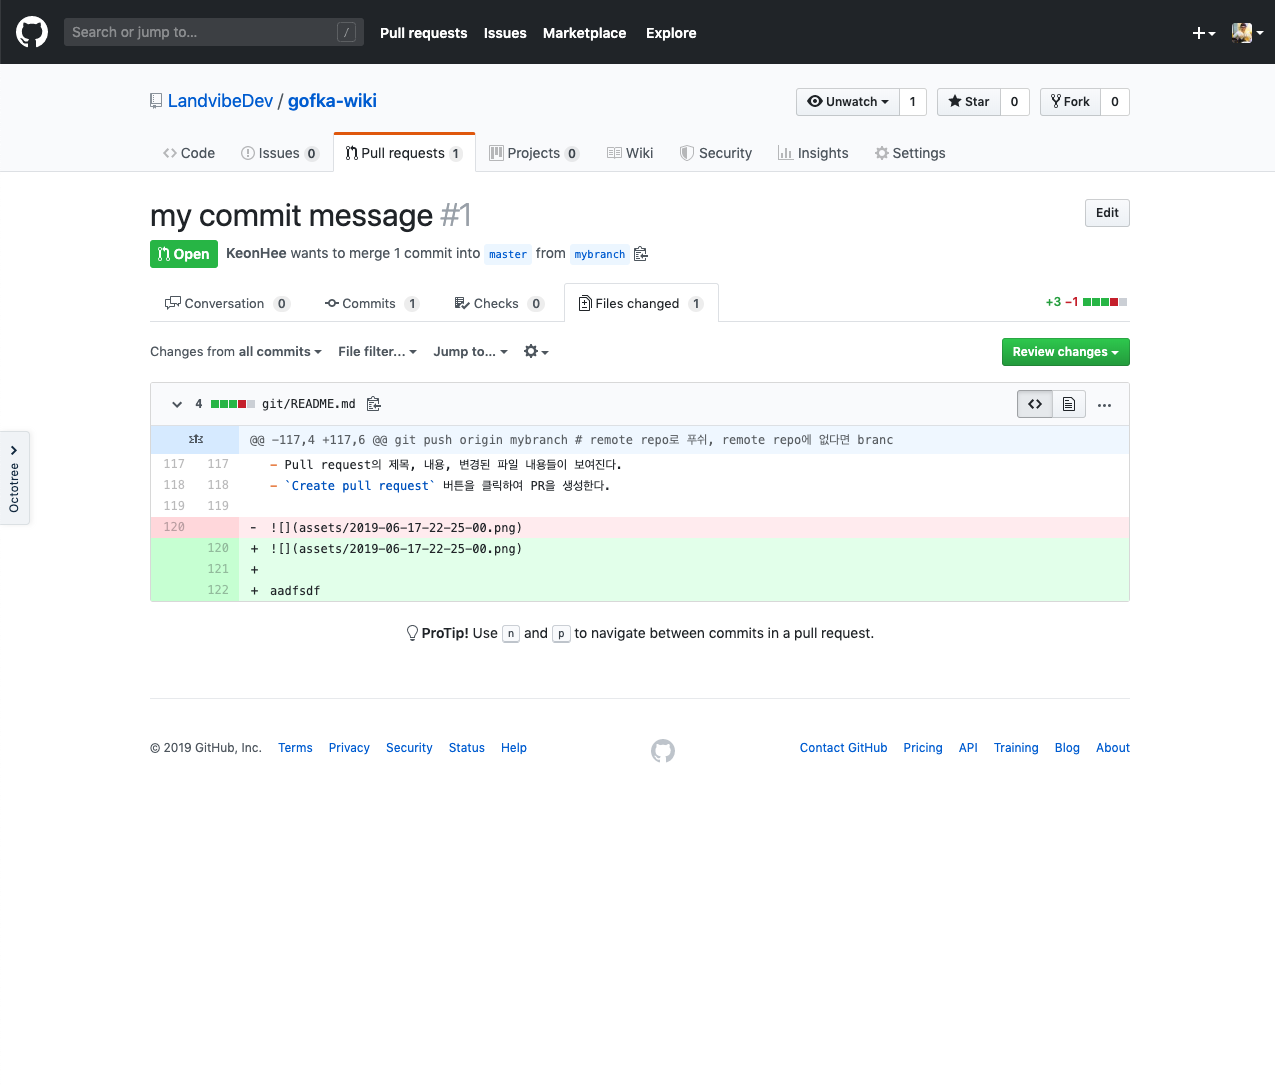 Search or jump to... /
Pull requests Issues Marketplace Explore
LandvibeDev / gofka-wiki
Unwatch 1 Star 0 Fork 0
Code Issues 0 Pull requests 1 Projects 0 Wiki Security Insights Settings
my commit message #1
Edit
Open KeonHee wants to merge 1 commit into master from mybranch
Conversation 0 Commits 1 Checks 0 Files changed 1
+3 −1
Changes from all commits File filter... Jump to...
Review changes
4 git/README.md
@@ -117,4 +117,6 @@ git push origin mybranch # remote repo로 푸쉬, remote repo에 없다면 branc
117 117 - Pull request의 제목, 내용, 변경된 파일 내용들이 보여진다.
118 118 - `Create pull request` 버튼을 클릭하여 PR을 생성한다.
119 119
120 - ![](assets/2019-06-17-22-25-00.png)
120 + ![](assets/2019-06-17-22-25-00.png)
121 +
122 + aadfsdf
Octotree
ProTip! Use n and p to navigate between commits in a pull request.
© 2019 GitHub, Inc. Terms Privacy Security Status Help
Contact GitHub Pricing API Training Blog About